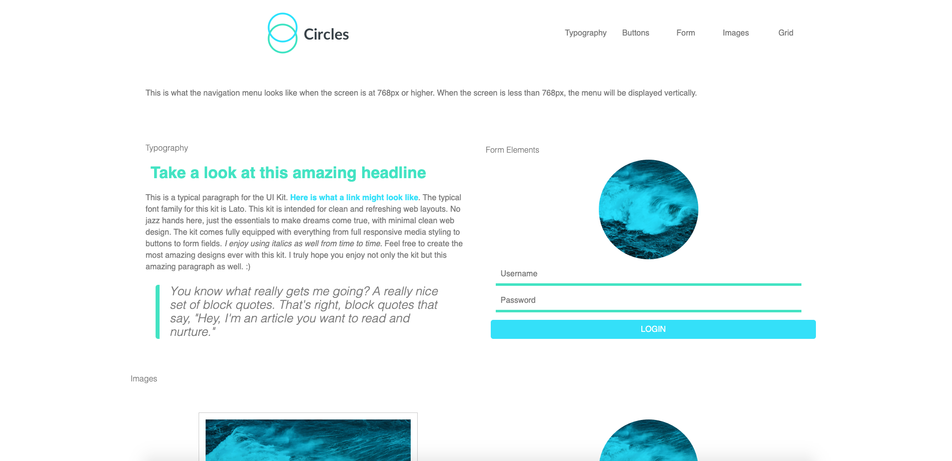 Circles
Typography Buttons Form Images Grid
This is what the navigation menu looks like when the screen is at 768px or higher. When the screen is less than 768px, the menu will be displayed vertically.
Typography
Take a look at this amazing headline
This is a typical paragraph for the UI Kit. Here is what a link might look like. The typical
font family for this kit is Lato. This kit is intended for clean and refreshing web layouts. No
jazz hands here, just the essentials to make dreams come true, with minimal clean web
design. The kit comes fully equipped with everything from full responsive media styling to
buttons to form fields. I enjoy using italics as well from time to time. Feel free to create the
most amazing designs ever with this kit. I truly hope you enjoy not only the kit but this
amazing paragraph as well. :)
You know what really gets me going? A really nice
set of block quotes. That's right, block quotes that
say, "Hey, I'm an article you want to read and
nurture."
Form Elements
Username
Password
LOGIN
Images